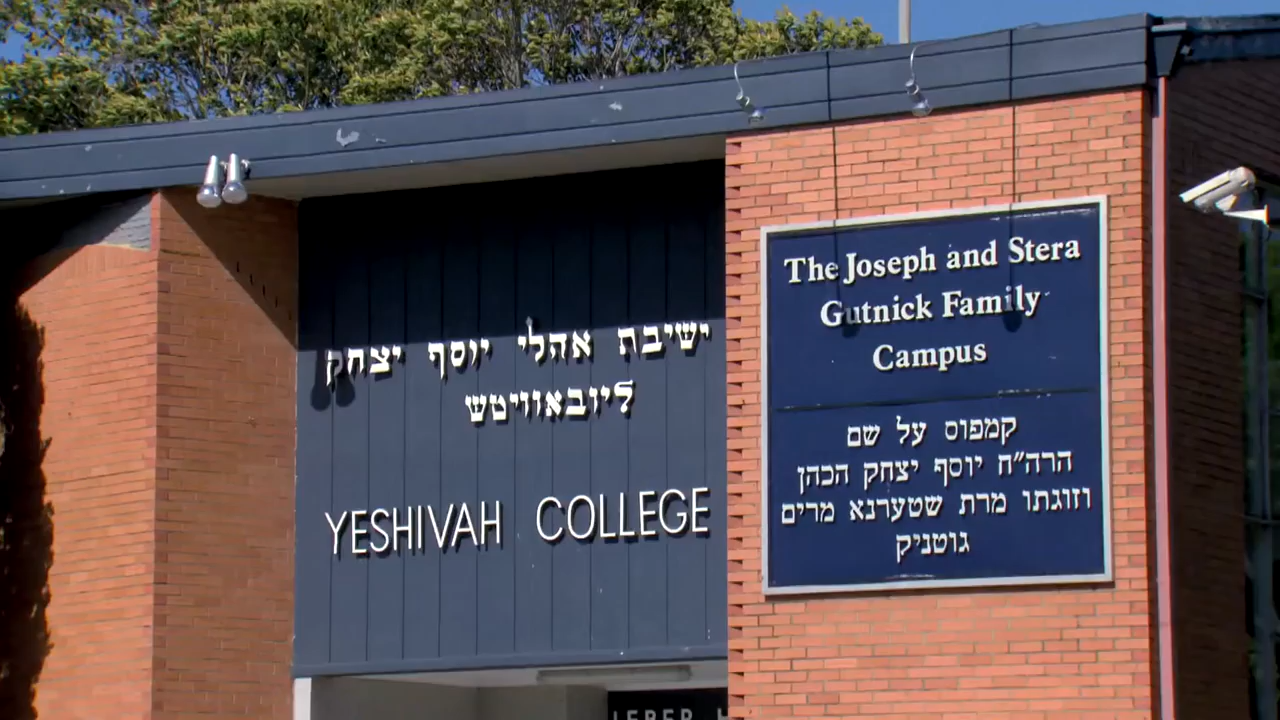 ישיבת אהלי יוסף יצחק
ליובאוויטש
YESHIVAH COLLEGE
The Joseph and Stera
Gutnick Family
Campus
קמפוס על שם
הרה״ח יוסף יצחק הכהן
וזוגתו מרת שטערנא מרים
גוטניק